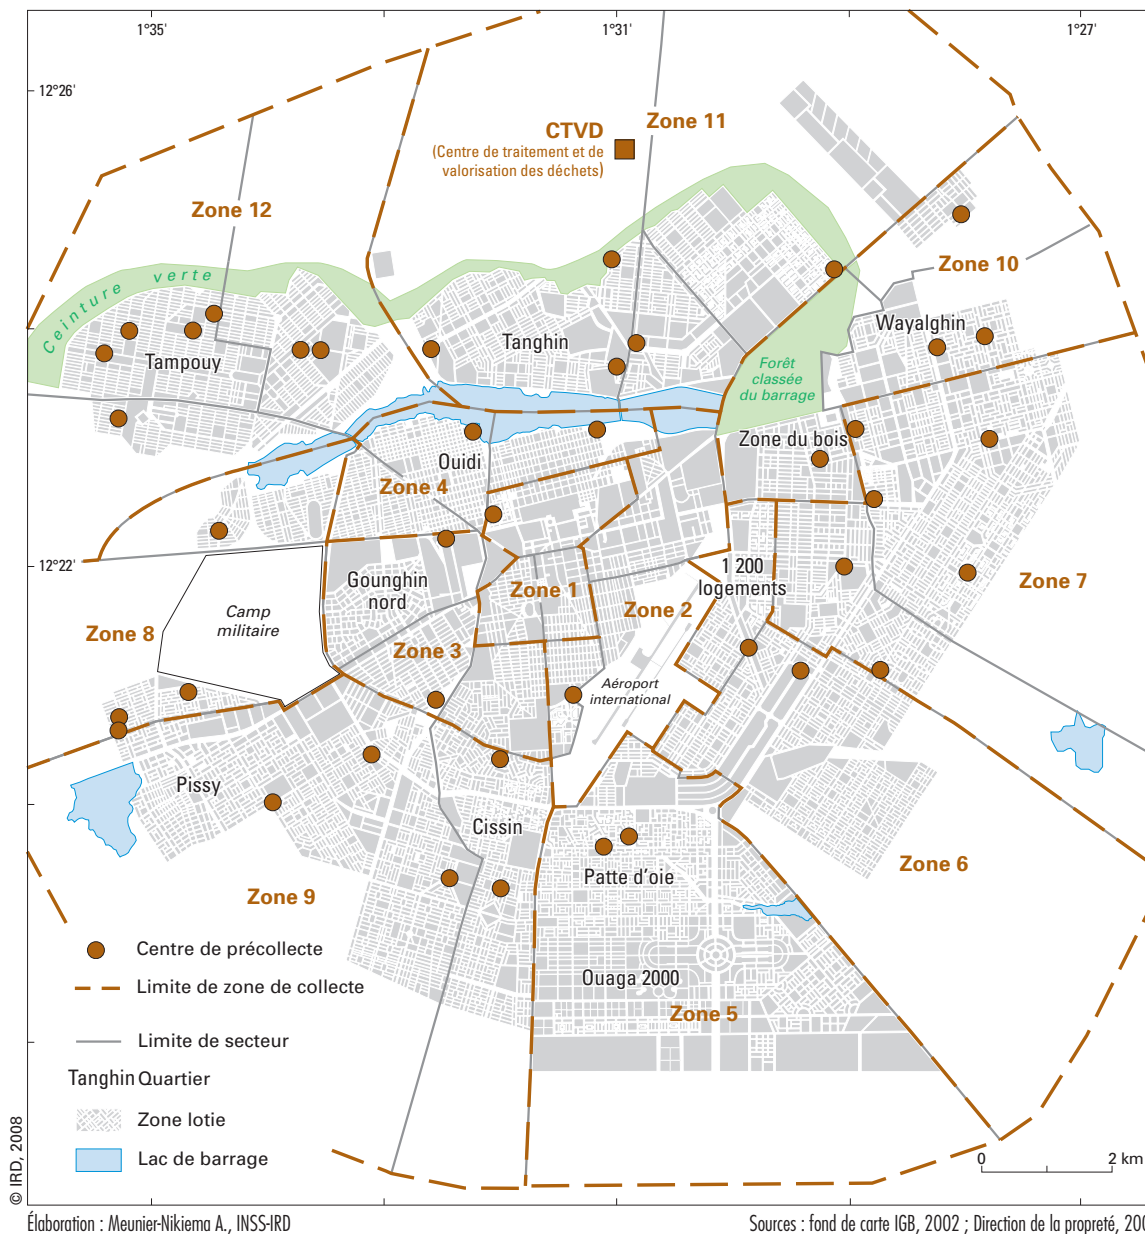 1°35'
1°31'
1°27'
12°26'
CTVD
(Centre de traitement et de
valorisation des déchets)
Zone 11
Zone 12
Ceinture verte
Zone 10
Wayalghin
Tanghin
Tampouy
Forêt
classée
du barrage
Zone du bois
Ouidi
Zone 4
12°22'
Gounghin
nord
1 200
logements
Zone 1
Zone 2
Zone 7
Camp
militaire
Zone 8
Zone 3
Aéroport
international
Pissy
Cissin
Zone 6
Patte d'oie
Zone 9
Centre de précollecte
Ouaga 2000
Limite de zone de collecte
Zone 5
Limite de secteur
Tanghin Quartier
Zone lotie
Lac de barrage
0 2 km
© IRD, 2008
Élaboration : Meunier-Nikiema A., INSS-IRD
Sources : fond de carte IGB, 2002 ; Direction de la propreté,